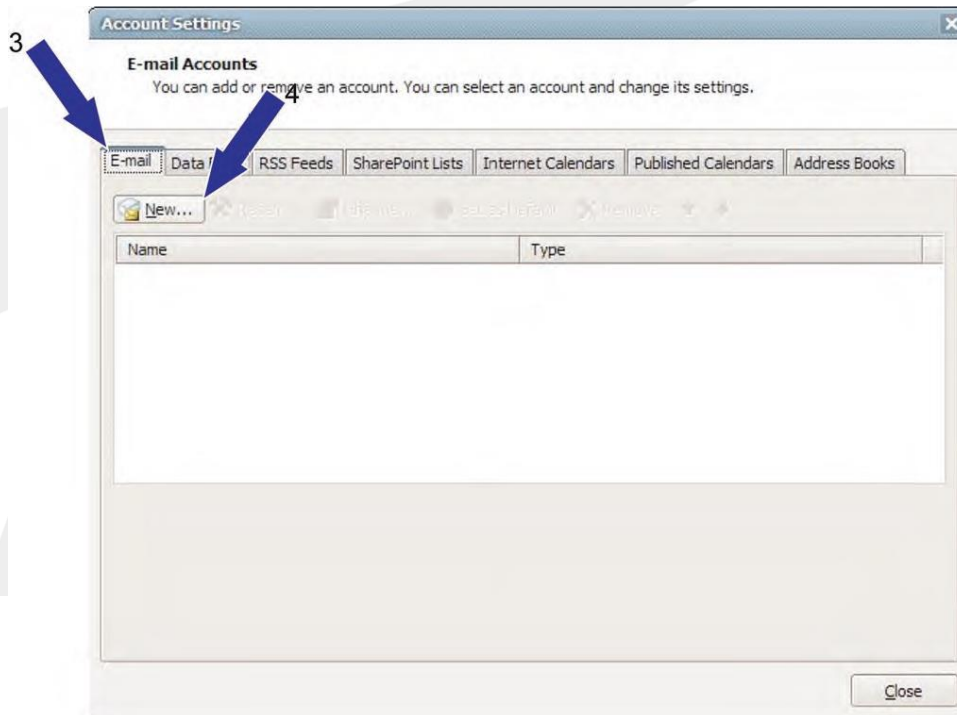 Account Settings
3
E-mail Accounts
You can add or remove an account. You can select an account and change its settings.
4
E-mail Data RSS Feeds SharePoint Lists Internet Calendars Published Calendars Address Books
New... Remove
Name Type
Close